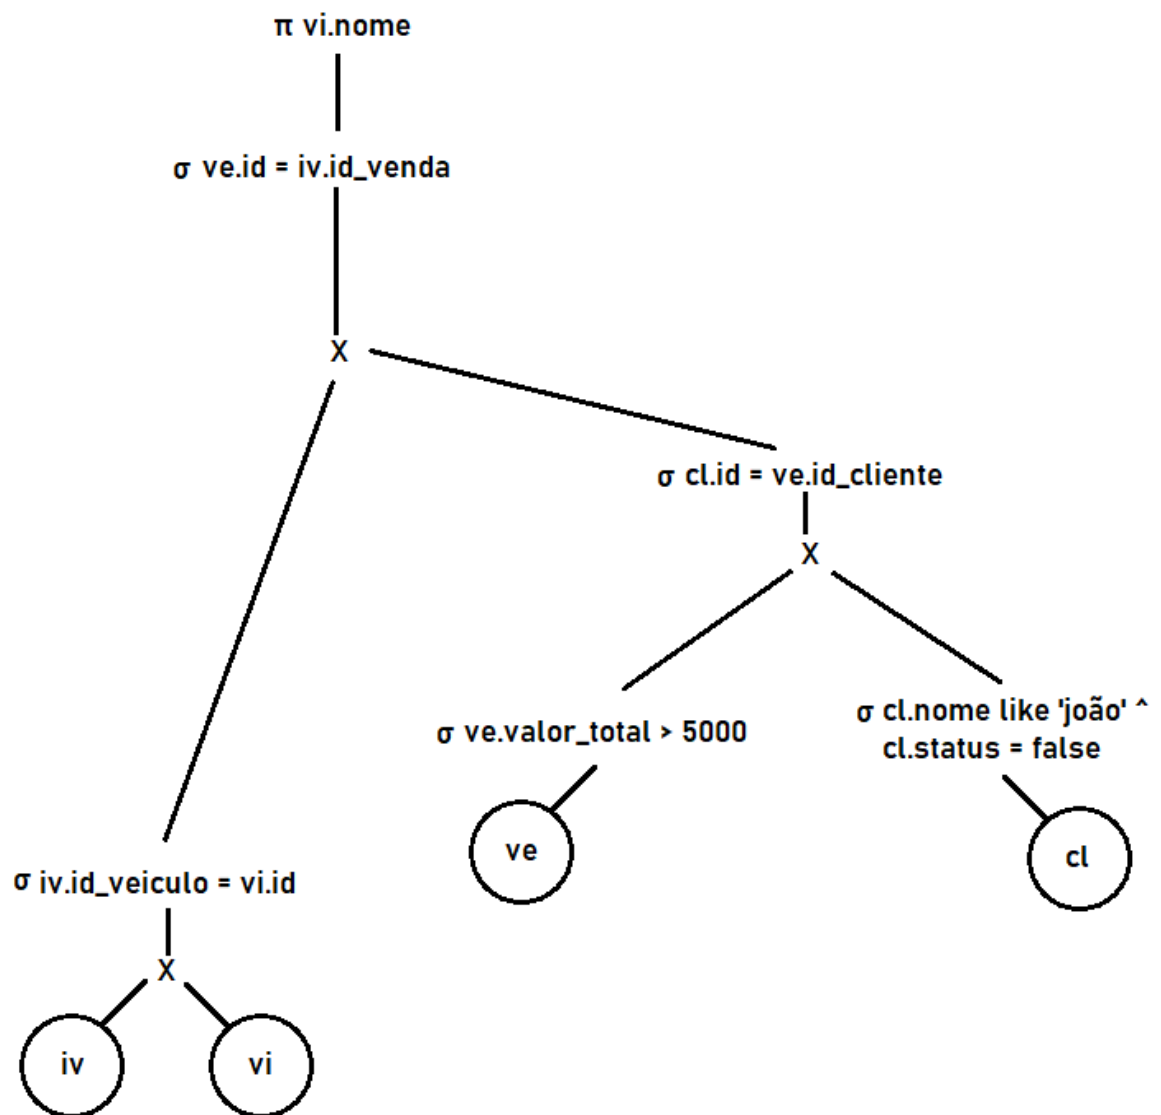 π vi.nome
σ ve.id = iv.id_venda
X
σ cl.id = ve.id_cliente
X
σ ve.valor_total > 5000
σ cl.nome like 'joão' ^
cl.status = false
ve
cl
σ iv.id_veiculo = vi.id
X
iv
vi